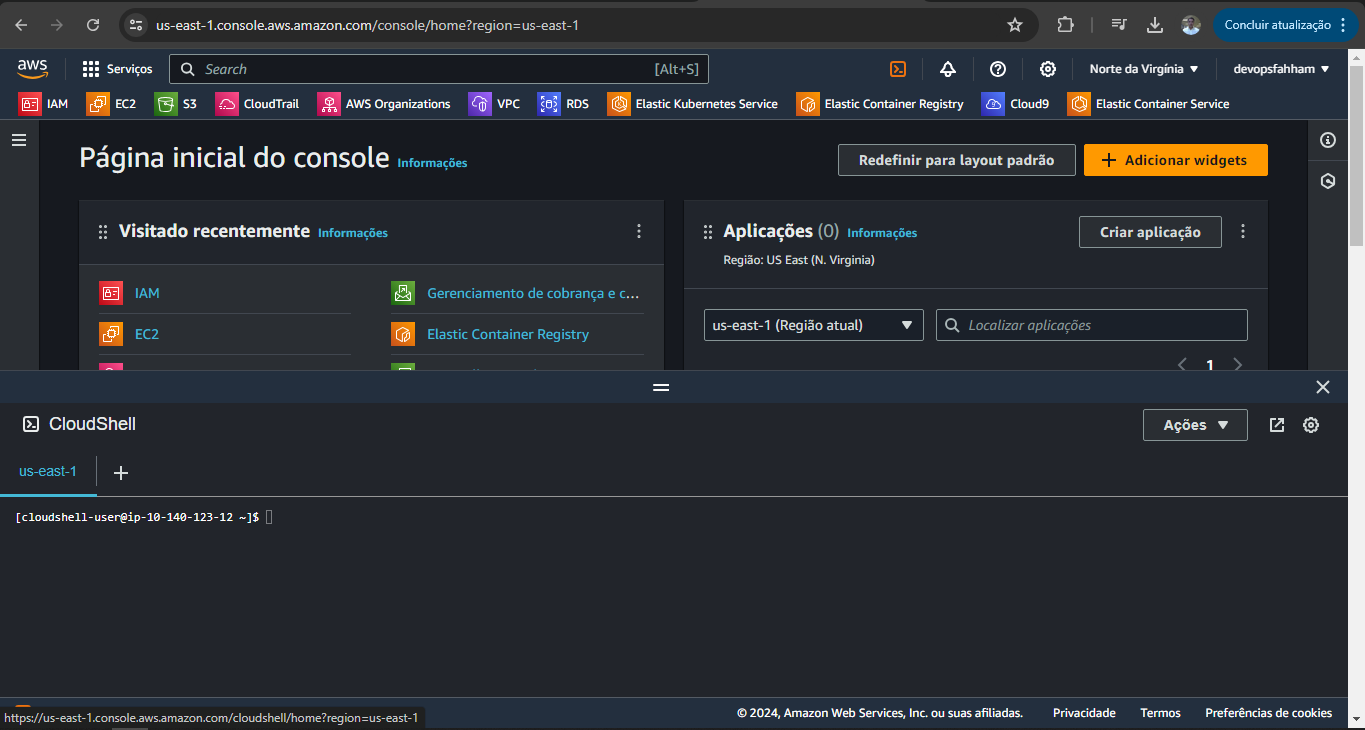 us-east-1.console.aws.amazon.com/console/home?region=us-east-1
Concluir atualização
aws
Serviços
Search
[Alt+S]
Norte da Virgínia
devopsfahham
IAM
EC2
S3
CloudTrail
AWS Organizations
VPC
RDS
Elastic Kubernetes Service
Elastic Container Registry
Cloud9
Elastic Container Service
Página inicial do console
Informações
Redefinir para layout padrão
Adicionar widgets
Visitado recentemente
Informações
IAM
Gerenciamento de cobrança e c...
EC2
Elastic Container Registry
Aplicações (0)
Informações
Região: US East (N. Virginia)
Criar aplicação
us-east-1 (Região atual)
Localizar aplicações
1
CloudShell
Ações
us-east-1
+
[cloudshell-user@ip-10-140-123-12 ~]$
https://us-east-1.console.aws.amazon.com/cloudshell/home?region=us-east-1
© 2024, Amazon Web Services, Inc. ou suas afiliadas.
Privacidade
Termos
Preferências de cookies